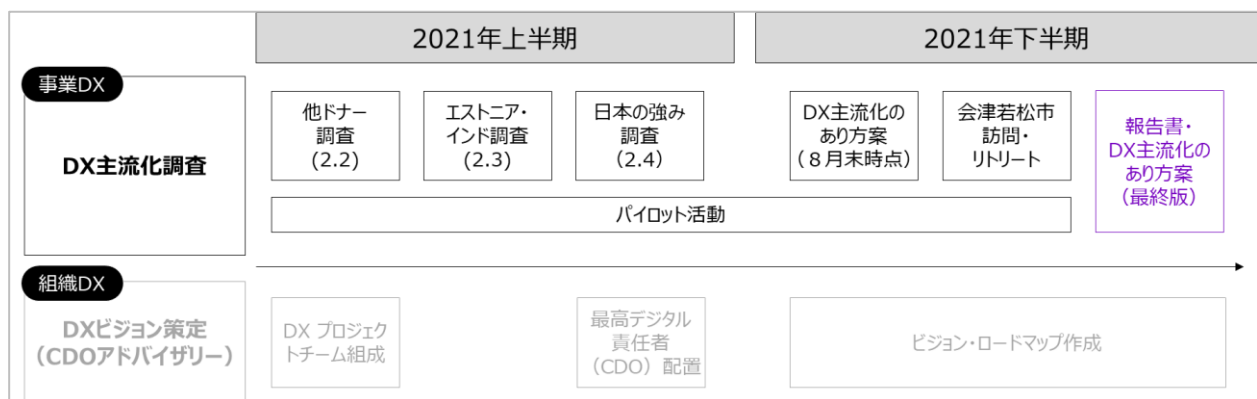 2021年上半期
2021年下半期
事業DX
DX主流化調査
他ドナー
調査
(2.2)
エストニア・
インド調査
(2.3)
日本の強み
調査
(2.4)
DX主流化の
あり方案
（８月末時点）
会津若松市
訪問・
リトリート
報告書・
DX主流化の
あり方案
（最終版）
パイロット活動
組織DX
DXビジョン策定
（CDOアドバイザリー）
DX プロジェク
トチーム組成
最高デジタル
責任者
（CDO）配置
ビジョン・ロードマップ作成